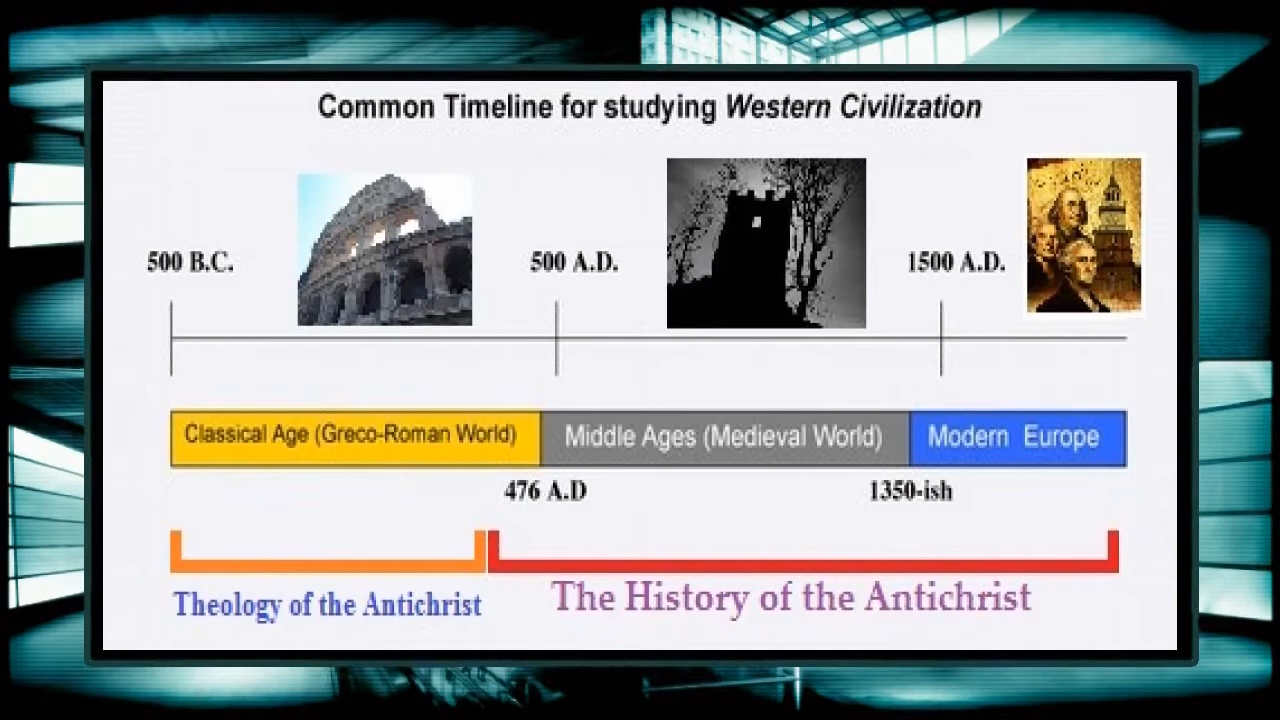 Common Timeline for studying Western Civilization
500 B.C.
500 A.D.
1500 A.D.
Classical Age (Greco-Roman World)
Middle Ages (Medieval World)
Modern Europe
476 A.D
1350-ish
Theology of the Antichrist
The History of the Antichrist